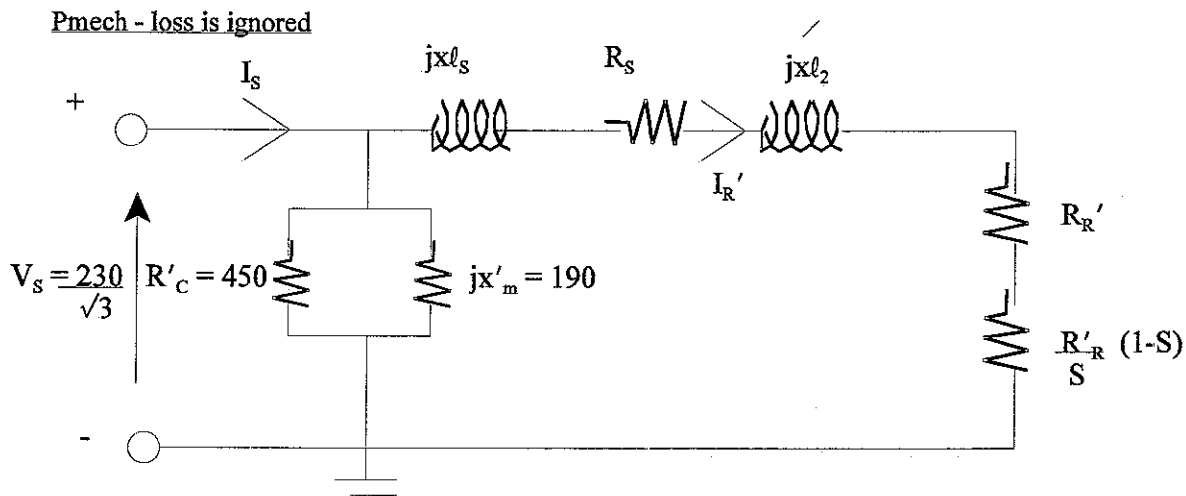 Pmech - loss is ignored
I_S
jxℓ_S
R_S
jxℓ_2
+
I_R′
R_R′
V_S = 230/√3
R′_C = 450
jx′_m = 190
R′_R/S (1-S)
-